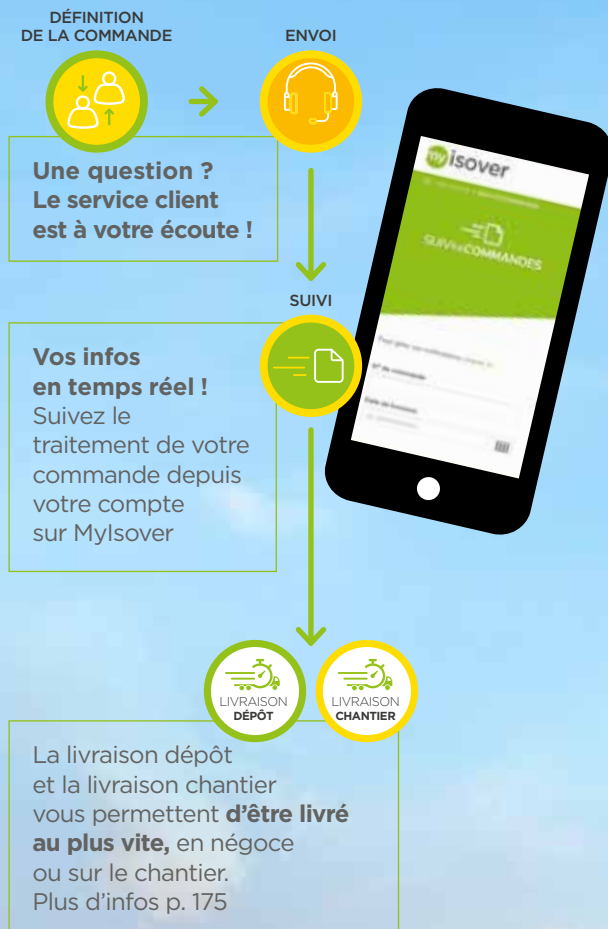 DÉFINITION
DE LA COMMANDE
ENVOI
Une question ?
Le service client
est à votre écoute !
my isover
SUIVI DE COMMANDES
SUIVI
Vos infos
en temps réel !
Suivez le
traitement de votre
commande depuis
votre compte
sur MyIsover
N° de commande
LIVRAISON
DÉPÔT
LIVRAISON
CHANTIER
La livraison dépôt
et la livraison chantier
vous permettent d'être livré
au plus vite, en négoce
ou sur le chantier.
Plus d'infos p. 175